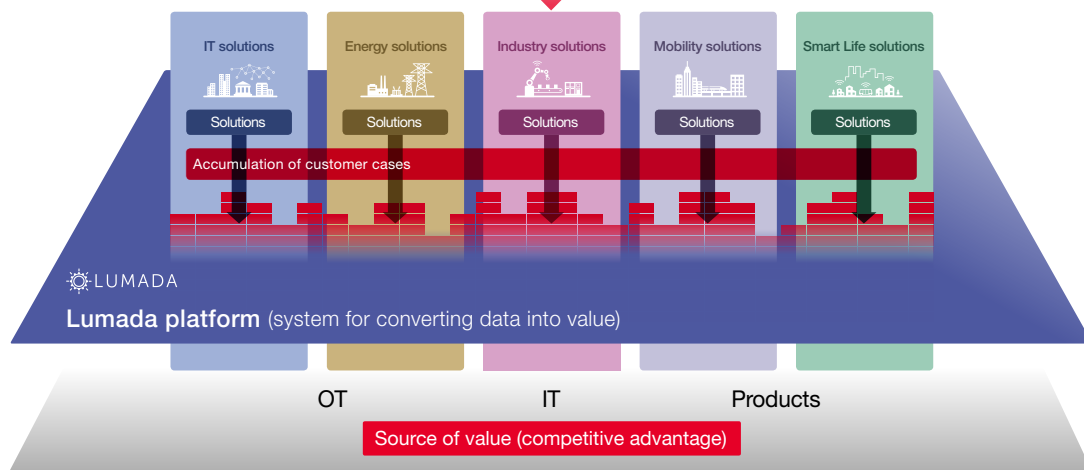 IT solutions
Energy solutions
Industry solutions
Mobility solutions
Smart Life solutions
Solutions
Solutions
Solutions
Solutions
Solutions
Accumulation of customer cases
LUMADA
Lumada platform (system for converting data into value)
OT
IT
Products
Source of value (competitive advantage)